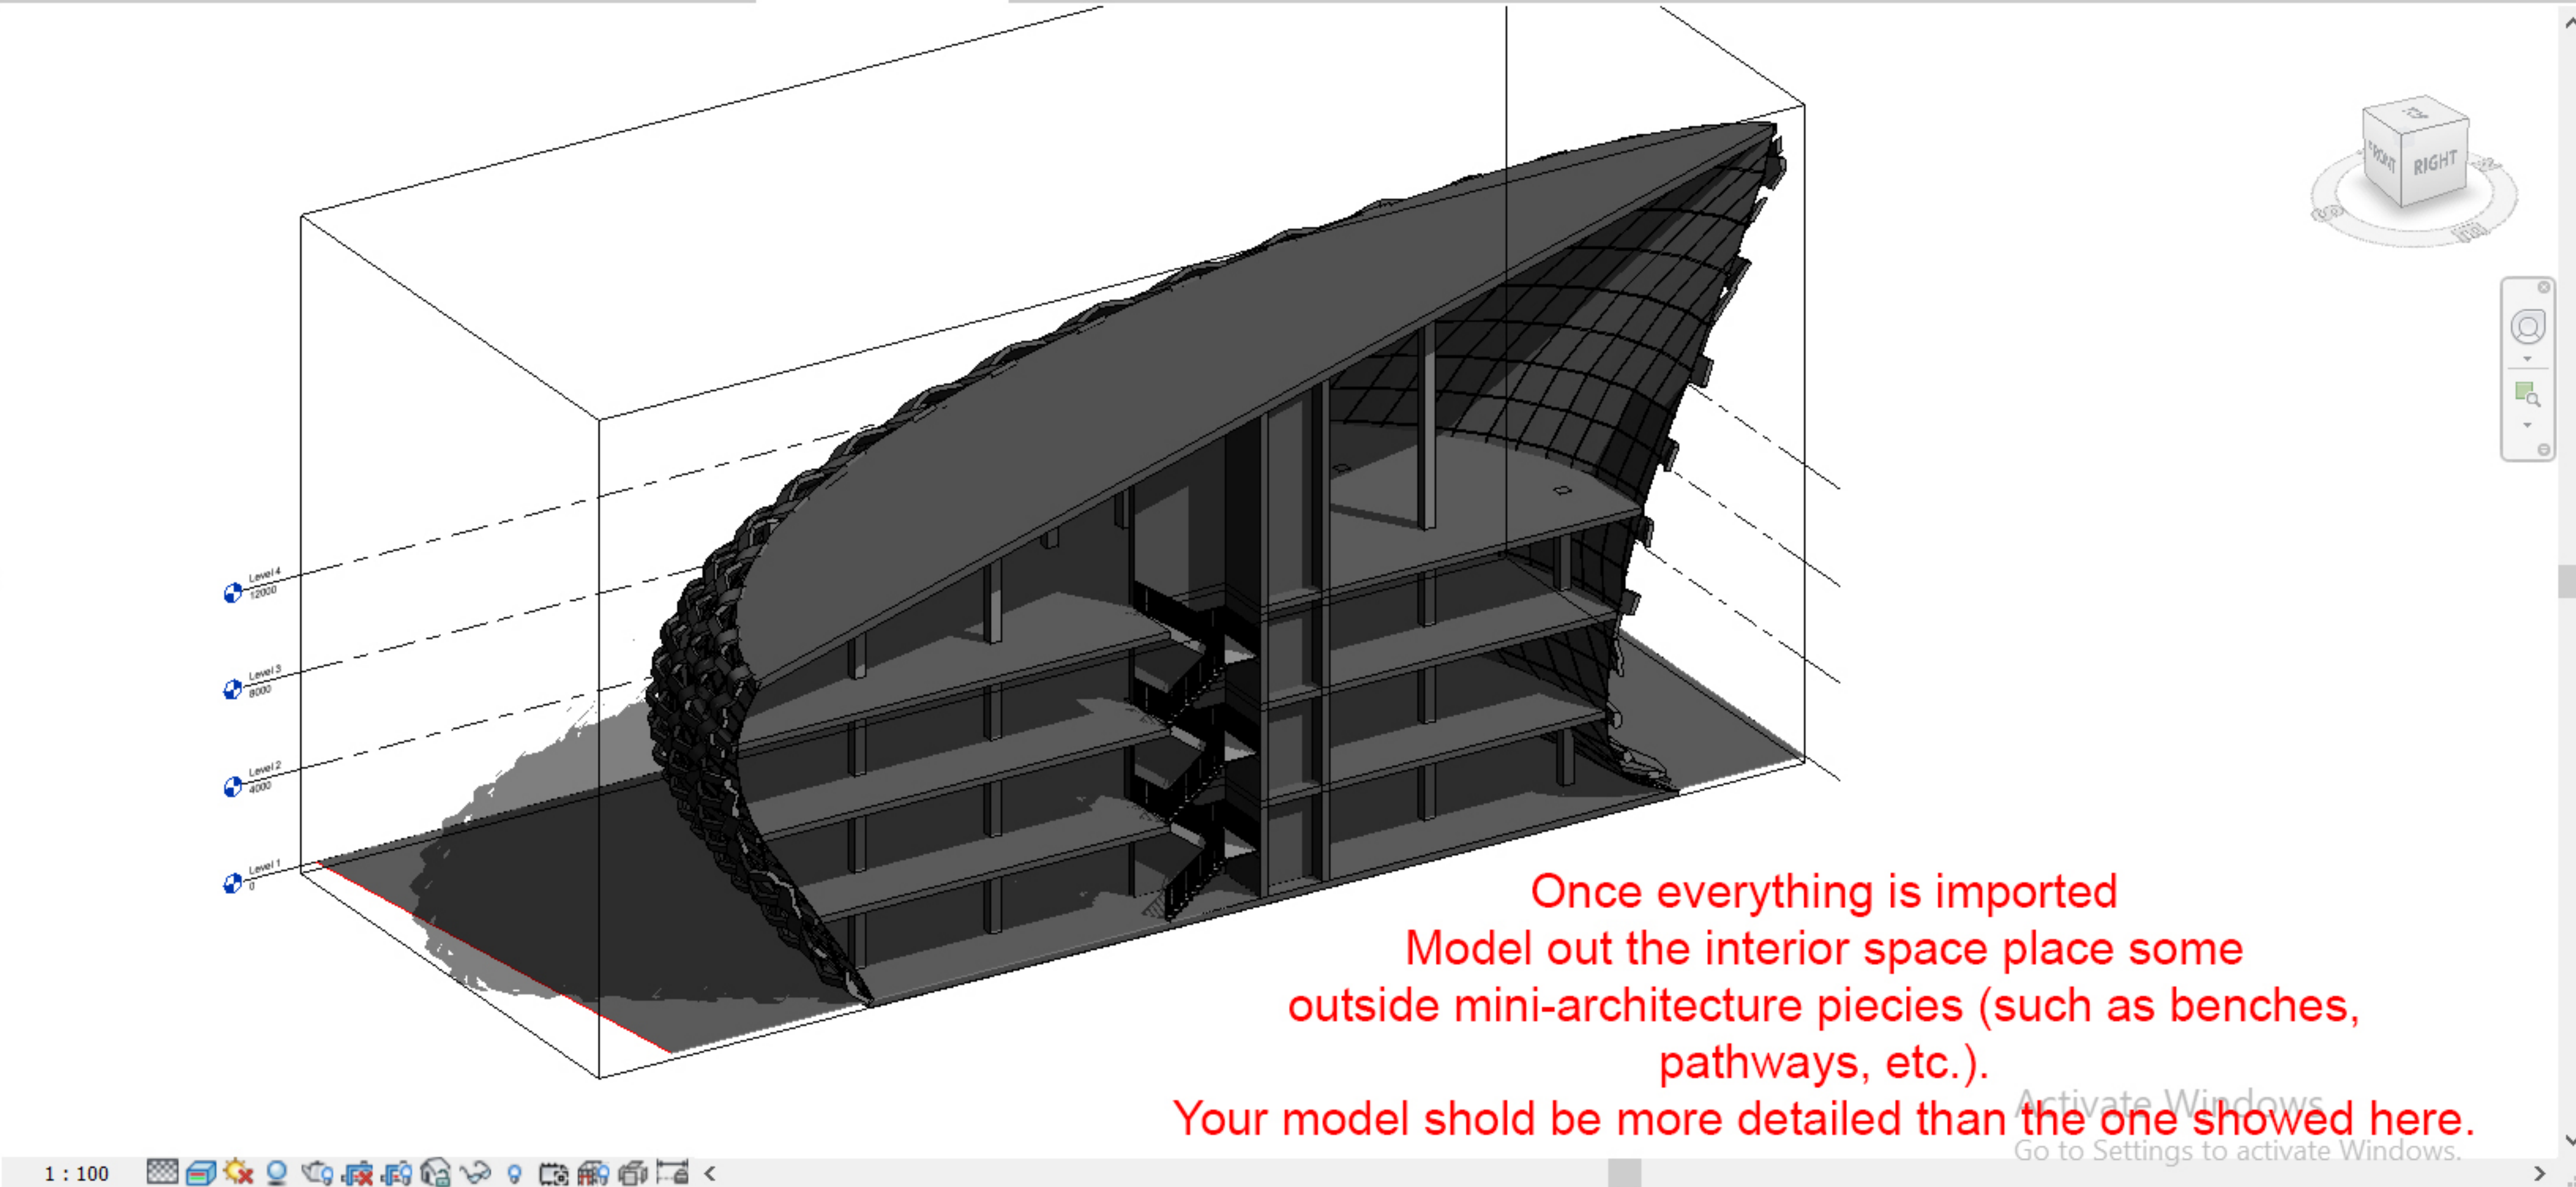 FRONT
RIGHT
Level 4
12000
Level 3
8000
Level 2
4000
Level 1
0
Once everything is imported
Model out the interior space place some
outside mini-architecture piecies (such as benches,
pathways, etc.).
Your model shold be more detailed than the one showed here.
Activate Windows
Go to Settings to activate Windows.
1 : 100